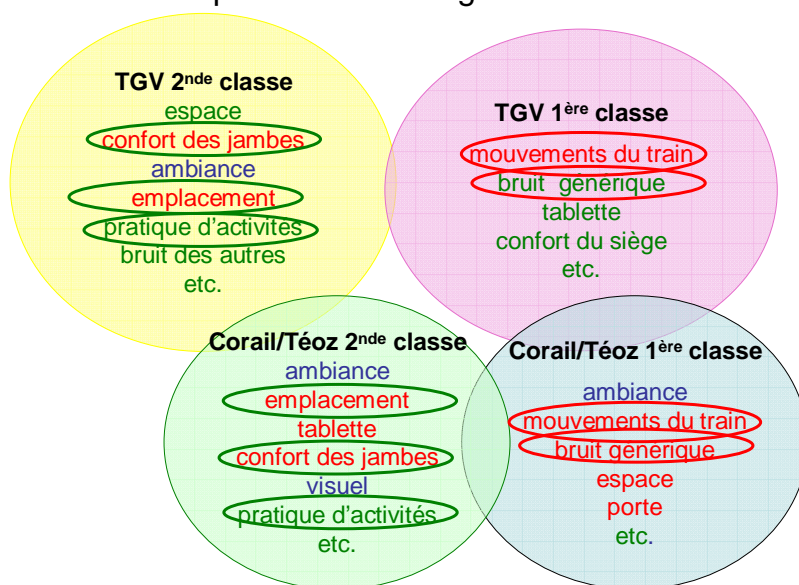 TGV 2nde classe
espace
confort des jambes
ambiance
emplacement
pratique d'activités
bruit des autres
etc.
TGV 1ère classe
mouvements du train
bruit générique
tablette
confort du siège
etc.
Corail/Téoz 2nde classe
ambiance
emplacement
tablette
confort des jambes
visuel
pratique d'activités
etc.
Corail/Téoz 1ère classe
ambiance
mouvements du train
bruit générique
espace
porte
etc.